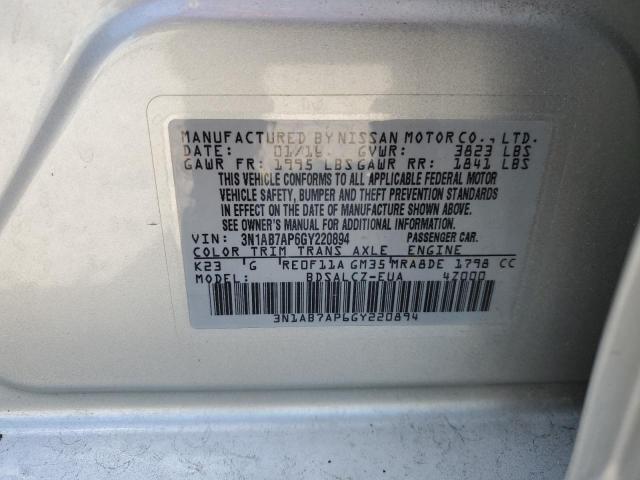 MANUFACTURED BY NISSAN MOTOR CO., LTD.
DATE: 01/16 GVWR: 3823 LBS
GAWR FR: 1995 LBS GAWR RR: 1841 LBS
THIS VEHICLE CONFORMS TO ALL APPLICABLE FEDERAL MOTOR
VEHICLE SAFETY, BUMPER AND THEFT PREVENTION STANDARDS
IN EFFECT ON THE DATE OF MANUFACTURE SHOWN ABOVE.
SEE OWNER'S MANUAL FOR ADDITIONAL INFORMATION.
VIN: 3N1AB7AP6GY220894 PASSENGER CAR.
COLOR TRIM TRANS AXLE ENGINE
K23 G RE0F11A GM35 MRA8DE 1798 CC
MODEL: BDSALCZ-EUA 47000
3N1AB7AP6GY220894